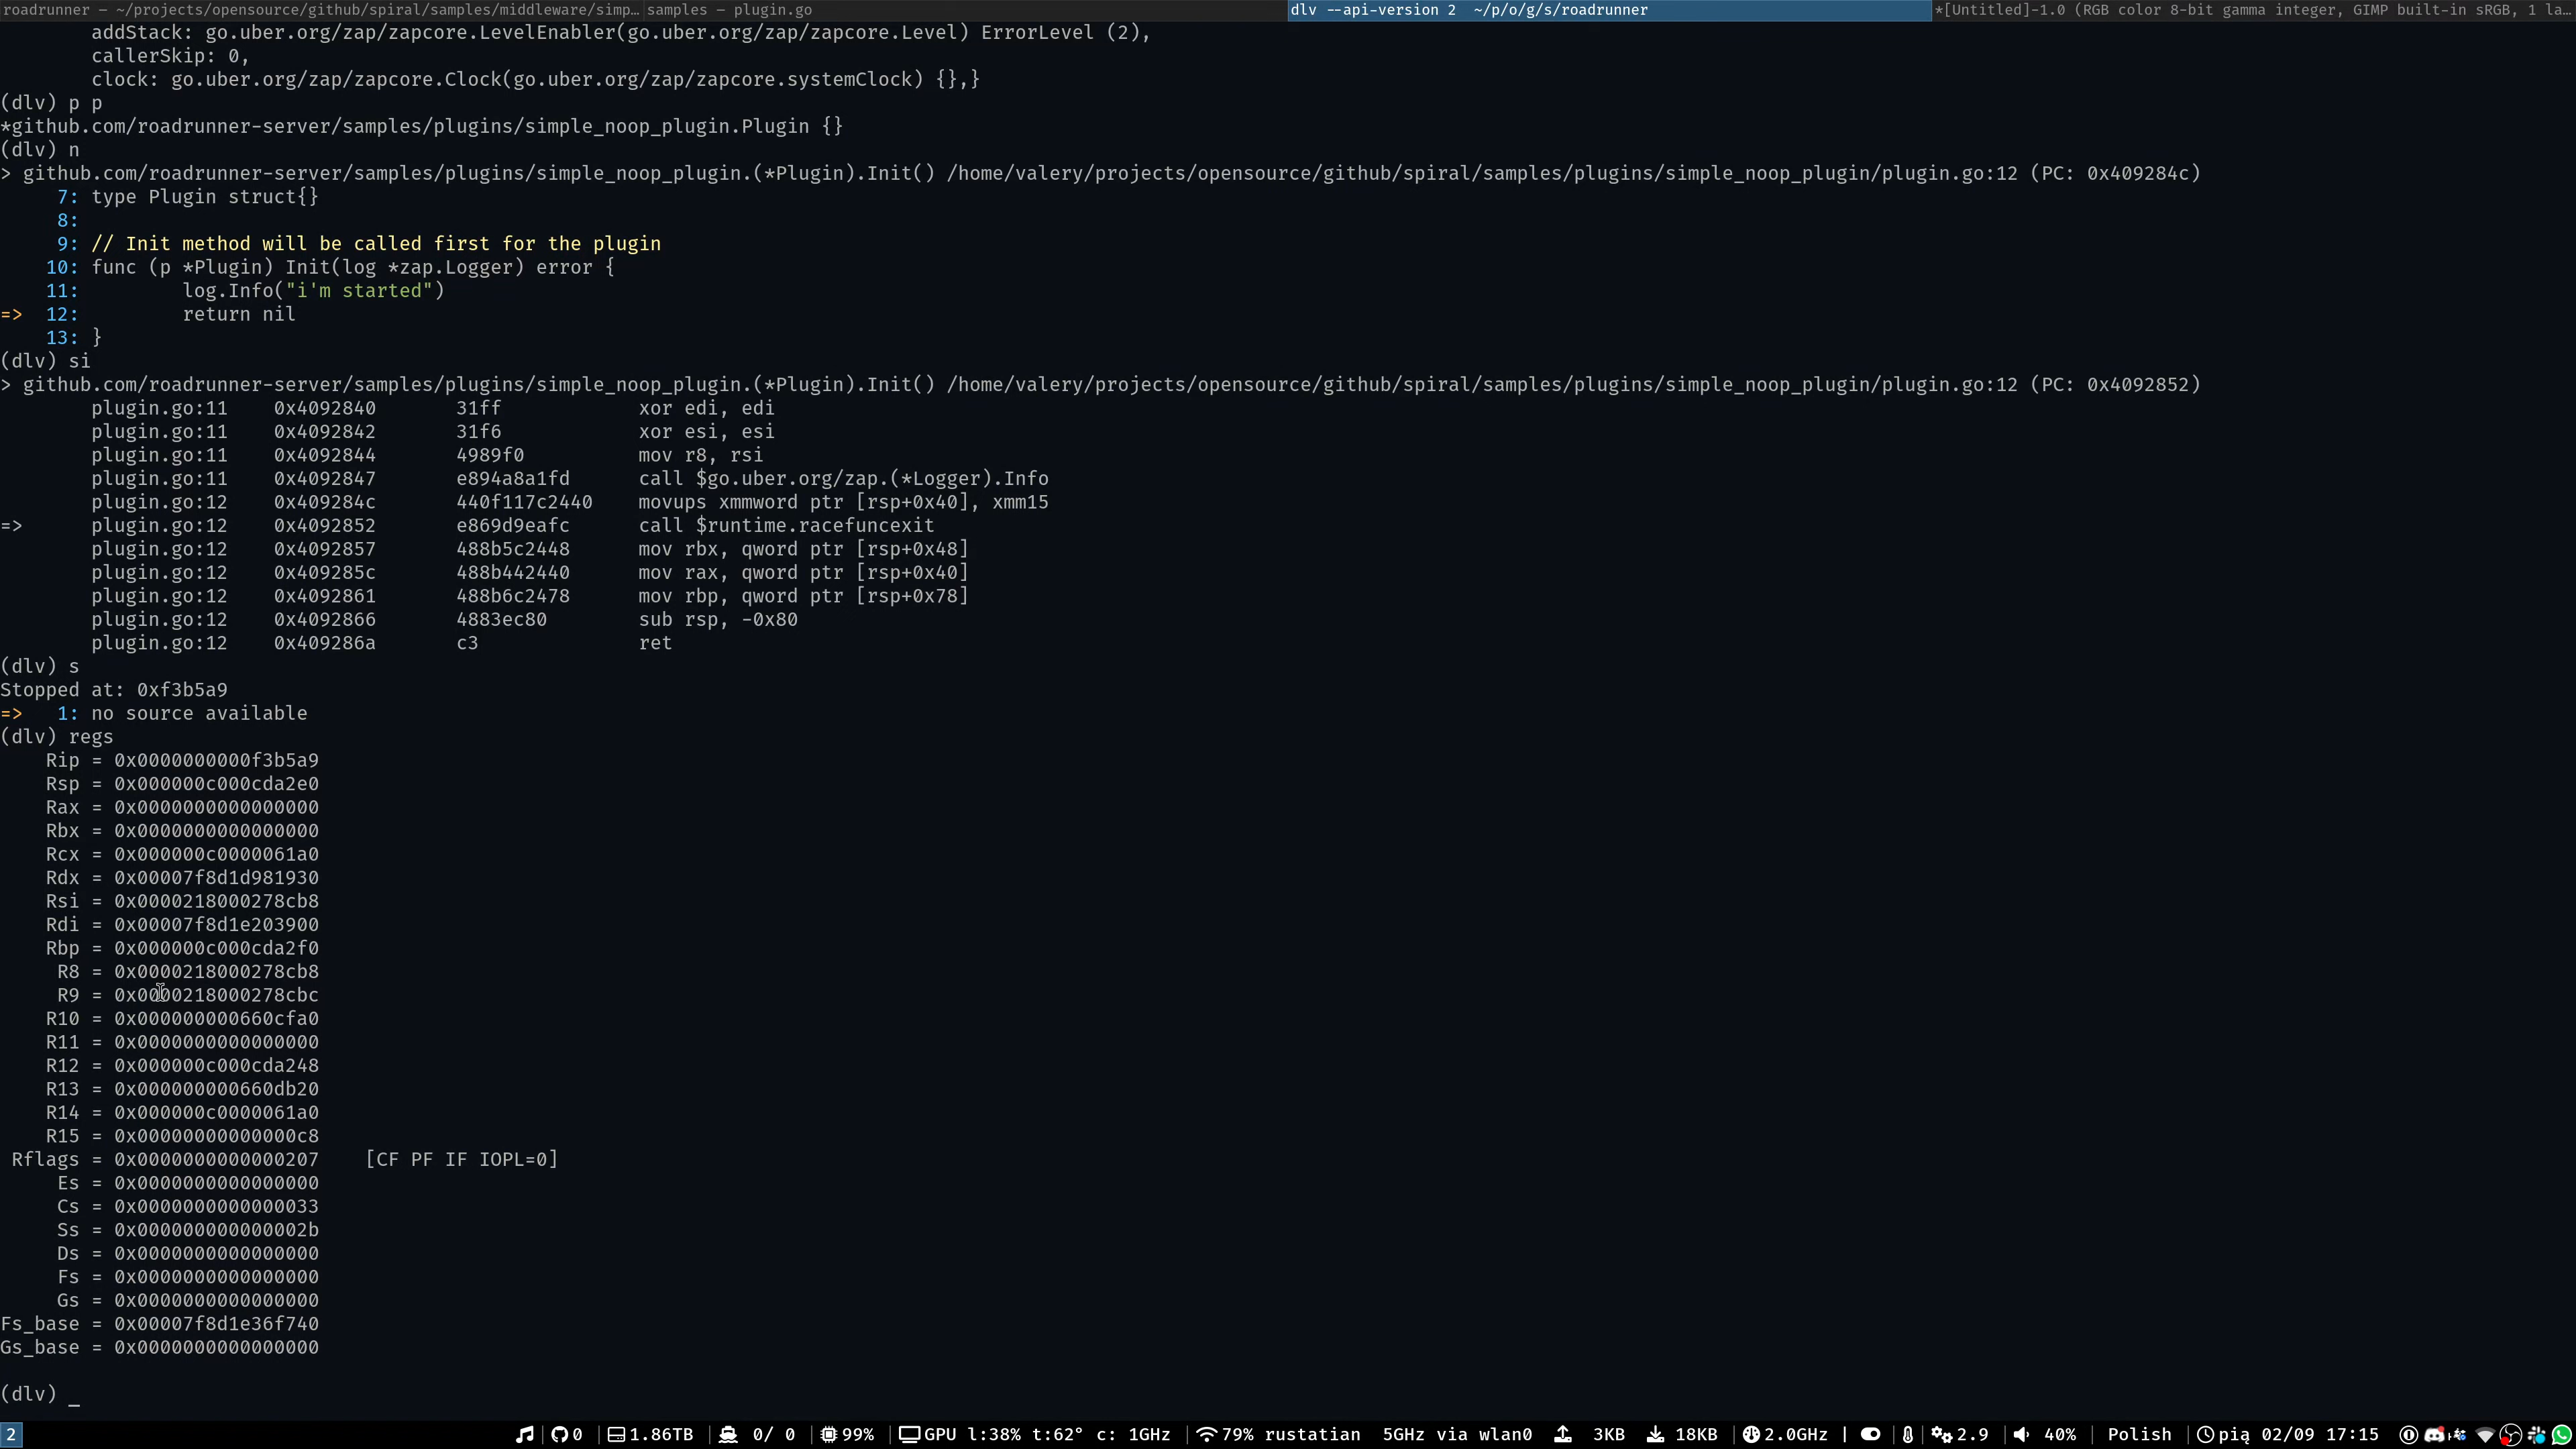 roadrunner — ~/projects/opensource/github/spiral/samples/middleware/simp… samples — plugin.go dlv --api-version 2 ~/p/o/g/s/roadrunner *[Untitled]-1.0 (RGB color 8-bit gamma integer, GIMP built-in sRGB, 1 la…
addStack: go.uber.org/zap/zapcore.LevelEnabler(go.uber.org/zap/zapcore.Level) ErrorLevel (2),
callerSkip: 0,
clock: go.uber.org/zap/zapcore.Clock(go.uber.org/zap/zapcore.systemClock) {},}
(dlv) p p
*github.com/roadrunner-server/samples/plugins/simple_noop_plugin.Plugin {}
(dlv) n
> github.com/roadrunner-server/samples/plugins/simple_noop_plugin.(*Plugin).Init() /home/valery/projects/opensource/github/spiral/samples/plugins/simple_noop_plugin/plugin.go:12 (PC: 0x409284c)
7: type Plugin struct{}
8:
9: // Init method will be called first for the plugin
10: func (p *Plugin) Init(log *zap.Logger) error {
11: log.Info("i'm started")
=> 12: return nil
13: }
(dlv) si
> github.com/roadrunner-server/samples/plugins/simple_noop_plugin.(*Plugin).Init() /home/valery/projects/opensource/github/spiral/samples/plugins/simple_noop_plugin/plugin.go:12 (PC: 0x4092852)
plugin.go:11 0x4092840 31ff xor edi, edi
plugin.go:11 0x4092842 31f6 xor esi, esi
plugin.go:11 0x4092844 4989f0 mov r8, rsi
plugin.go:11 0x4092847 e894a8a1fd call $go.uber.org/zap.(*Logger).Info
plugin.go:12 0x409284c 440f117c2440 movups xmmword ptr [rsp+0x40], xmm15
=> plugin.go:12 0x4092852 e869d9eafc call $runtime.racefuncexit
plugin.go:12 0x4092857 488b5c2448 mov rbx, qword ptr [rsp+0x48]
plugin.go:12 0x409285c 488b442440 mov rax, qword ptr [rsp+0x40]
plugin.go:12 0x4092861 488b6c2478 mov rbp, qword ptr [rsp+0x78]
plugin.go:12 0x4092866 4883ec80 sub rsp, -0x80
plugin.go:12 0x409286a c3 ret
(dlv) s
Stopped at: 0xf3b5a9
=> 1: no source available
(dlv) regs
Rip = 0x0000000000f3b5a9
Rsp = 0x000000c000cda2e0
Rax = 0x0000000000000000
Rbx = 0x0000000000000000
Rcx = 0x000000c0000061a0
Rdx = 0x00007f8d1d981930
Rsi = 0x0000218000278cb8
Rdi = 0x00007f8d1e203900
Rbp = 0x000000c000cda2f0
R8 = 0x0000218000278cb8
R9 = 0x0000218000278cbc
R10 = 0x000000000660cfa0
R11 = 0x0000000000000000
R12 = 0x000000c000cda248
R13 = 0x000000000660db20
R14 = 0x000000c0000061a0
R15 = 0x00000000000000c8
Rflags = 0x0000000000000207 [CF PF IF IOPL=0]
Es = 0x0000000000000000
Cs = 0x0000000000000033
Ss = 0x000000000000002b
Ds = 0x0000000000000000
Fs = 0x0000000000000000
Gs = 0x0000000000000000
Fs_base = 0x00007f8d1e36f740
Gs_base = 0x0000000000000000
(dlv) _
2 0 1.86TB 0/ 0 99% GPU l:38% t:62° c: 1GHz 79% rustatian 5GHz via wlan0 3KB 18KB 2.0GHz 2.9 40% Polish pią 02/09 17:15